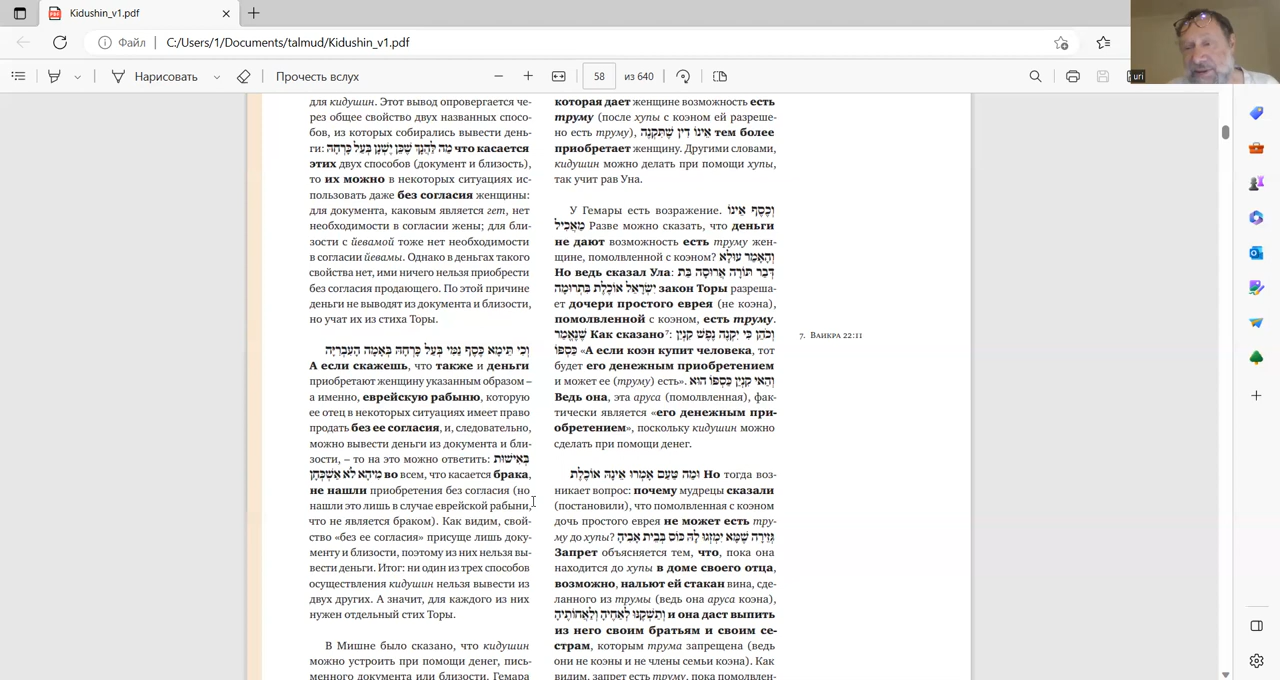 Kidushin_v1.pdf
Файл
C:/Users/1/Documents/talmud/Kidushin_v1.pdf
Нарисовать
Прочесть вслух
58 из 640
uri
для кидушин. Этот вывод опровергается че-
рез общее свойство двух названных спосо-
бов, из которых собирались вывести день-
ги: מַה לְּהָנָךְ שֶׁכֵּן יֶשְׁנָן בְּעַל כׇּרְחָהּ что касается
этих двух способов (документ и близость),
то их можно в некоторых ситуациях ис-
пользовать даже без согласия женщины:
для документа, каковым является гет, нет
необходимости в согласии жены; для бли-
зости с йевамой тоже нет необходимости
в согласии йевамы. Однако в деньгах такого
свойства нет, ими ничего нельзя приобрести
без согласия продающего. По этой причине
деньги не выводят из документа и близости,
но учат их из стиха Торы.
וְכִי תֵּימָא כֶּסֶף נַמֵי בְּעַל כׇּרְחָהּ בְּאָמָה הָעִבְרִיָּה
А если скажешь, что также и деньги
приобретают женщину указанным образом –
а именно, еврейскую рабыню, которую
ее отец в некоторых ситуациях имеет право
продать без ее согласия, и, следовательно,
можно вывести деньги из документа и бли-
зости, – то на это можно ответить: בְּאִישׁוּת
מִיהָא לֹא אַשְׁכְּחַן во всем, что касается брака,
не нашли приобретения без согласия (но
нашли это лишь в случае еврейской рабыни,
что не является браком). Как видим, свой-
ство «без ее согласия» присуще лишь доку-
менту и близости, поэтому из них нельзя вы-
вести деньги. Итог: ни один из трех способов
осуществления кидушин нельзя вывести из
двух других. А значит, для каждого из них
нужен отдельный стих Торы.
В Мишне было сказано, что кидушин
можно устроить при помощи денег, пись-
менного документа или близости. Гемара
которая дает женщине возможность есть
труму (после хупы с коэном ей разреше-
но есть труму), אֵינוֹ דִּין שֶׁתִּקְנֶה тем более
приобретает женщину. Другими словами,
кидушин можно делать при помощи хупы,
так учит рав Уна.
У Гемары есть возражение. וְכֶסֶף אֵינוֹ
מַאֲכִיל Разве можно сказать, что деньги
не дают возможность есть труму жен-
щине, помолвленной с коэном? וְהָאָמַר עוּלָּא
Но ведь сказал Ула: דְּבַר תּוֹרָה אֲרוּסָה בַּת
יִשְׂרָאֵל אוֹכֶלֶת בִּתְרוּמָה закон Торы разреша-
ет дочери простого еврея (не коэна),
помолвленной с коэном, есть труму.
שֶׁנֶּאֱמַר Как сказано⁷: וְכֹהֵן כִּי יִקְנֶה נֶפֶשׁ קִנְיַן
כַּסְפּוֹ «А если коэн купит человека, тот
будет его денежным приобретением
и может ее (труму) есть». וְהַאי קִנְיַן כַּסְפּוֹ הוּא
Ведь она, эта аруса (помолвленная), фак-
тически является «его денежным при-
обретением», поскольку кидушин можно
сделать при помощи денег.
וּמַה טַּעַם אָמְרוּ אֵינָהּ אוֹכֶלֶת Но тогда воз-
никает вопрос: почему мудрецы сказали
(постановили), что помолвленная с коэном
дочь простого еврея не может есть тру-
му до хупы? גְּזֵירָה שֶׁמָּא יִמְזְגוּ לָהּ כּוֹס בְּבֵית אָבִיהָ
Запрет объясняется тем, что, пока она
находится до хупы в доме своего отца,
возможно, нальют ей стакан вина, сде-
ланного из трумы (ведь она аруса коэна),
וְתַשְׁקֶנּוּ לְאָחִיהָ וְלַאֲחוֹתָיהָ и она даст выпить
из него своим братьям и своим се-
страм, которым трума запрещена (ведь
они не коэны и не члены семьи коэна). Как
видим, запрет есть труму, пока помолвлен-
7. Ваикра 22:11